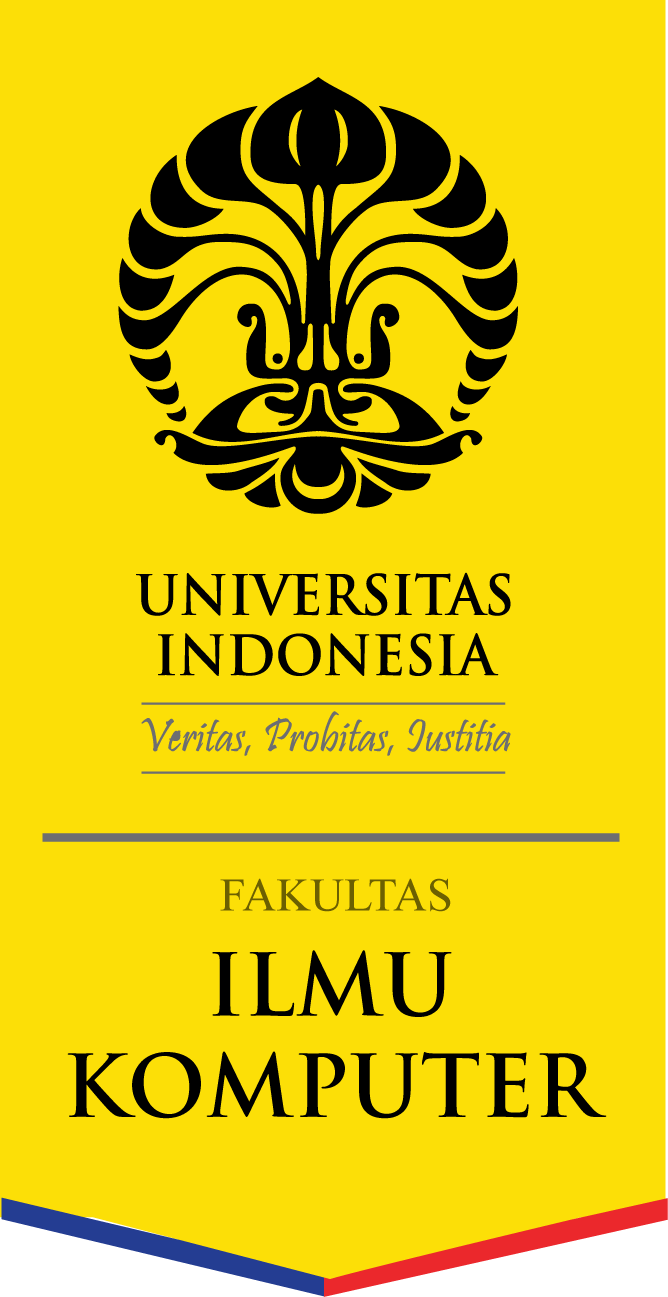 UNIVERSITAS
INDONESIA
Veritas, Probitas, Iustitia
FAKULTAS
ILMU
KOMPUTER